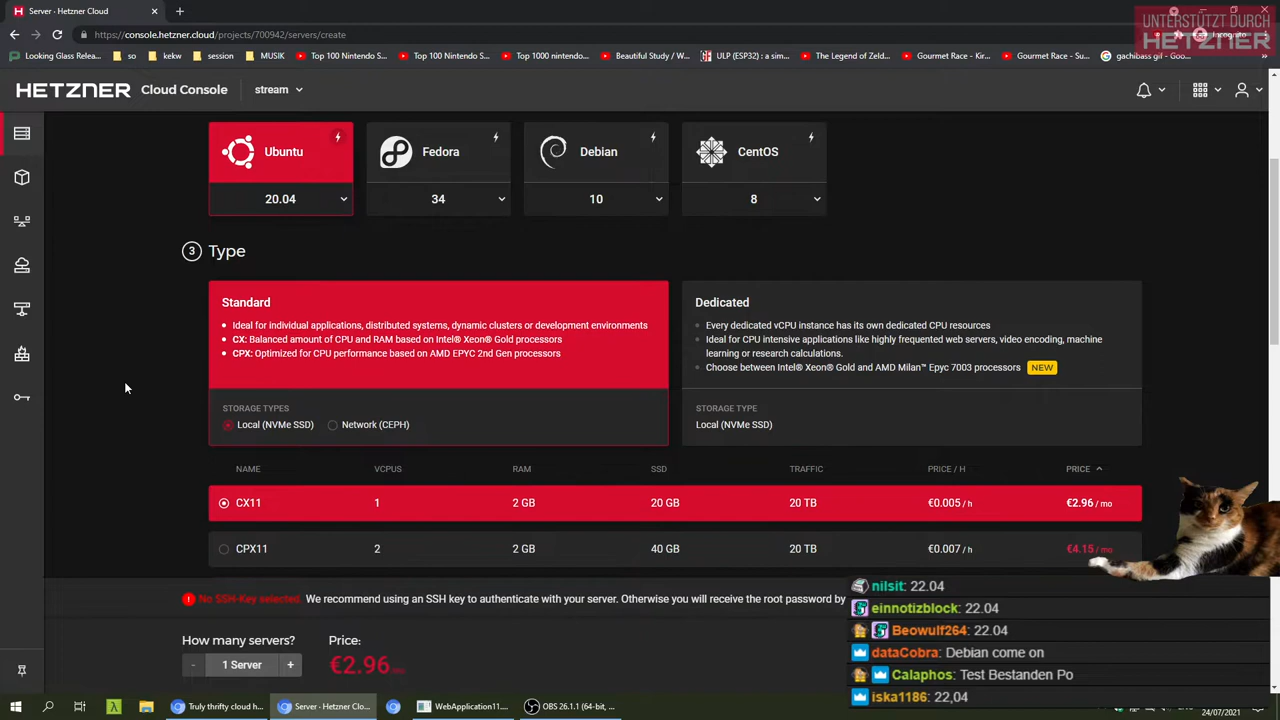 Server - Hetzner Cloud
UNTERSTÜTZT DURCH
HETZNER
https://console.hetzner.cloud/projects/700942/servers/create
Looking Glass Relea...
so
kekw
session
MUSIK
Top 100 Nintendo S...
Top 100 Nintendo S...
Top 1000 nintendo...
Beautiful Study / W...
ULP (ESP32): a sim...
The Legend of Zeld...
Gourmet Race - Kir...
Gourmet Race - Su...
gachibass gif - Goo...
HETZNER
Cloud Console
stream
Ubuntu
Fedora
Debian
CentOS
20.04
34
10
8
3 Type
Standard
Ideal for individual applications, distributed systems, dynamic clusters or development environments
CX: Balanced amount of CPU and RAM based on Intel® Xeon® Gold processors
CPX: Optimized for CPU performance based on AMD EPYC 2nd Gen processors
STORAGE TYPES
Local (NVMe SSD)
Network (CEPH)
Dedicated
Every dedicated vCPU instance has its own dedicated CPU resources
Ideal for CPU intensive applications like highly frequented web servers, video encoding, machine
learning or research calculations.
Choose between Intel® Xeon® Gold and AMD Milan™ Epyc 7003 processors NEW
STORAGE TYPE
Local (NVMe SSD)
NAME VCPUS RAM SSD TRAFFIC PRICE / H PRICE
CX11 1 2 GB 20 GB 20 TB €0.005 / h €2.96 / mo
CPX11 2 2 GB 40 GB 20 TB €0.007 / h €4.15 / mo
No SSH-Key selected. We recommend using an SSH key to authenticate with your server. Otherwise you will receive the root password by
How many servers?
- 1 Server +
Price:
€2.96 /mo
nilsit: 22.04
einnotizblock: 22.04
Beowulf264: 22.04
dataCobra: Debian come on
Calaphos: Test Bestanden Po
iska1186: 22,04
Truly thrifty cloud h...
Server - Hetzner Clo...
WebApplication11...
OBS 26.1.1 (64-bit, ...
24/07/2021